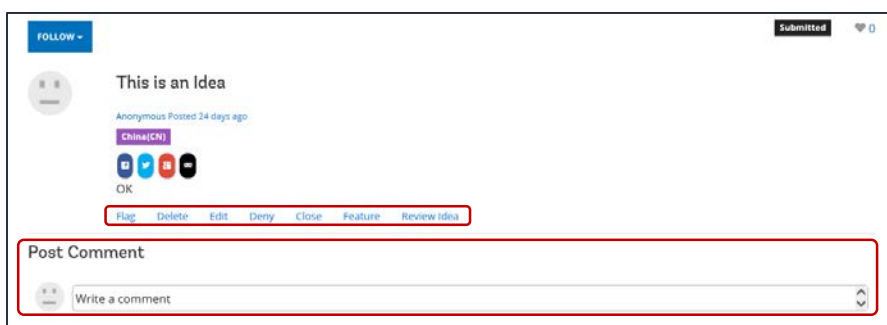 FOLLOW
Submitted 0
This is an Idea
Anonymous Posted 24 days ago
China(CN)
OK
Flag Delete Edit Deny Close Feature Review Idea
Post Comment
Write a comment